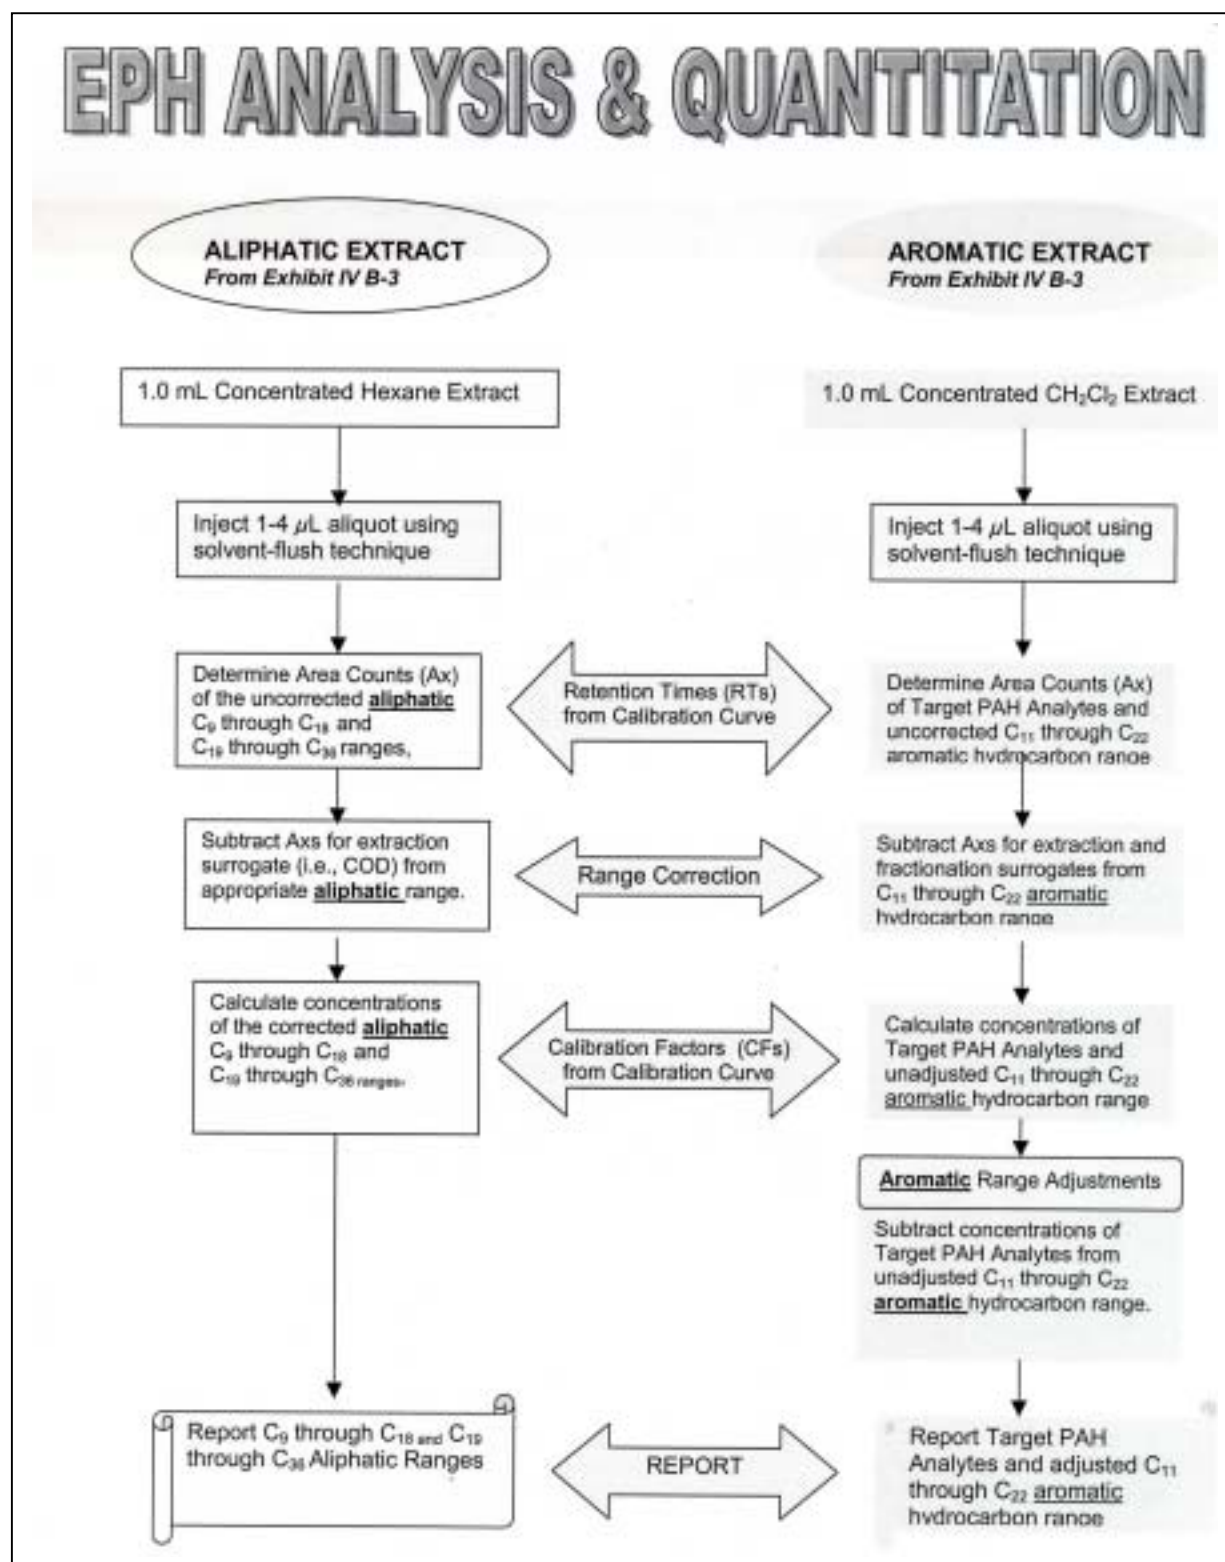 EPH ANALYSIS & QUANTITATION
ALIPHATIC EXTRACT
From Exhibit IV B-3
AROMATIC EXTRACT
From Exhibit IV B-3
1.0 mL Concentrated Hexane Extract
1.0 mL Concentrated CH₂Cl₂ Extract
Inject 1-4 µL aliquot using
solvent-flush technique
Inject 1-4 µL aliquot using
solvent-flush technique
Determine Area Counts (Ax)
of the uncorrected aliphatic
C₉ through C₁₈ and
C₁₉ through C₃₆ ranges,
Retention Times (RTs)
from Calibration Curve
Determine Area Counts (Ax)
of Target PAH Analytes and
uncorrected C₁₁ through C₂₂
aromatic hydrocarbon range
Subtract Axs for extraction
surrogate (i.e., COD) from
appropriate aliphatic range.
Range Correction
Subtract Axs for extraction and
fractionation surrogates from
C₁₁ through C₂₂ aromatic
hydrocarbon range
Calculate concentrations
of the corrected aliphatic
C₉ through C₁₈ and
C₁₉ through C₃₆ ranges.
Calibration Factors (CFs)
from Calibration Curve
Calculate concentrations of
Target PAH Analytes and
unadjusted C₁₁ through C₂₂
aromatic hydrocarbon range
Aromatic Range Adjustments
Subtract concentrations of
Target PAH Analytes from
unadjusted C₁₁ through C₂₂
aromatic hydrocarbon range.
Report C₉ through C₁₈ and C₁₉
through C₃₆ Aliphatic Ranges
REPORT
Report Target PAH
Analytes and adjusted C₁₁
through C₂₂ aromatic
hydrocarbon range